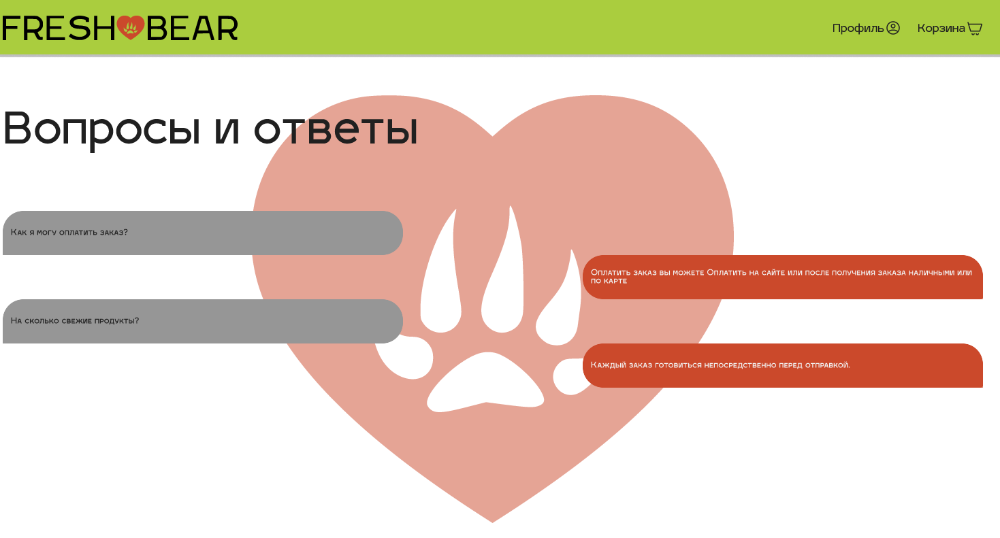 FRESH BEAR
Профиль
Корзина
Вопросы и ответы
Как я могу оплатить заказ?
Оплатить заказ вы можете Оплатить на сайте или после получения заказа наличными или
по карте
На сколько свежие продукты?
Каждый заказ готовиться непосредственно перед отправкой.